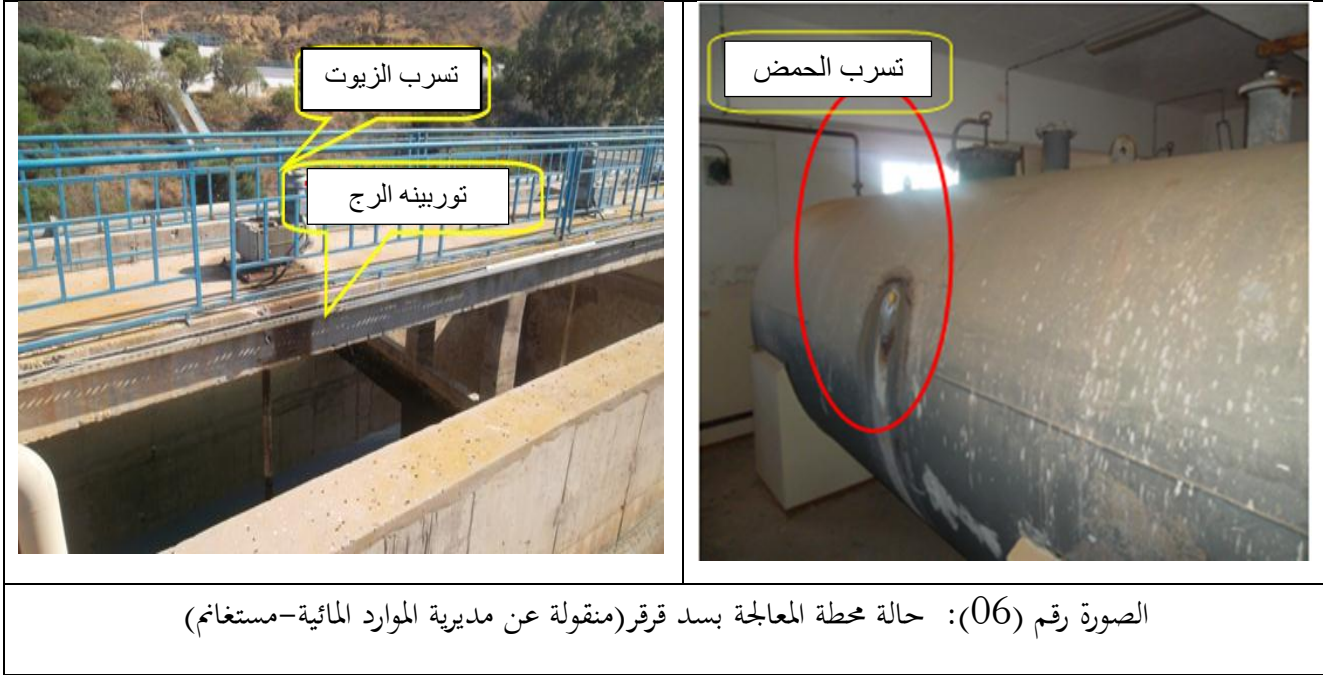 تسرب الزيوت
توربينه الرج
تسرب الحمض
الصورة رقم (06): حالة محطة المعالجة بسد قرقر(منقولة عن مديرية الموارد المائية-مستغانم)